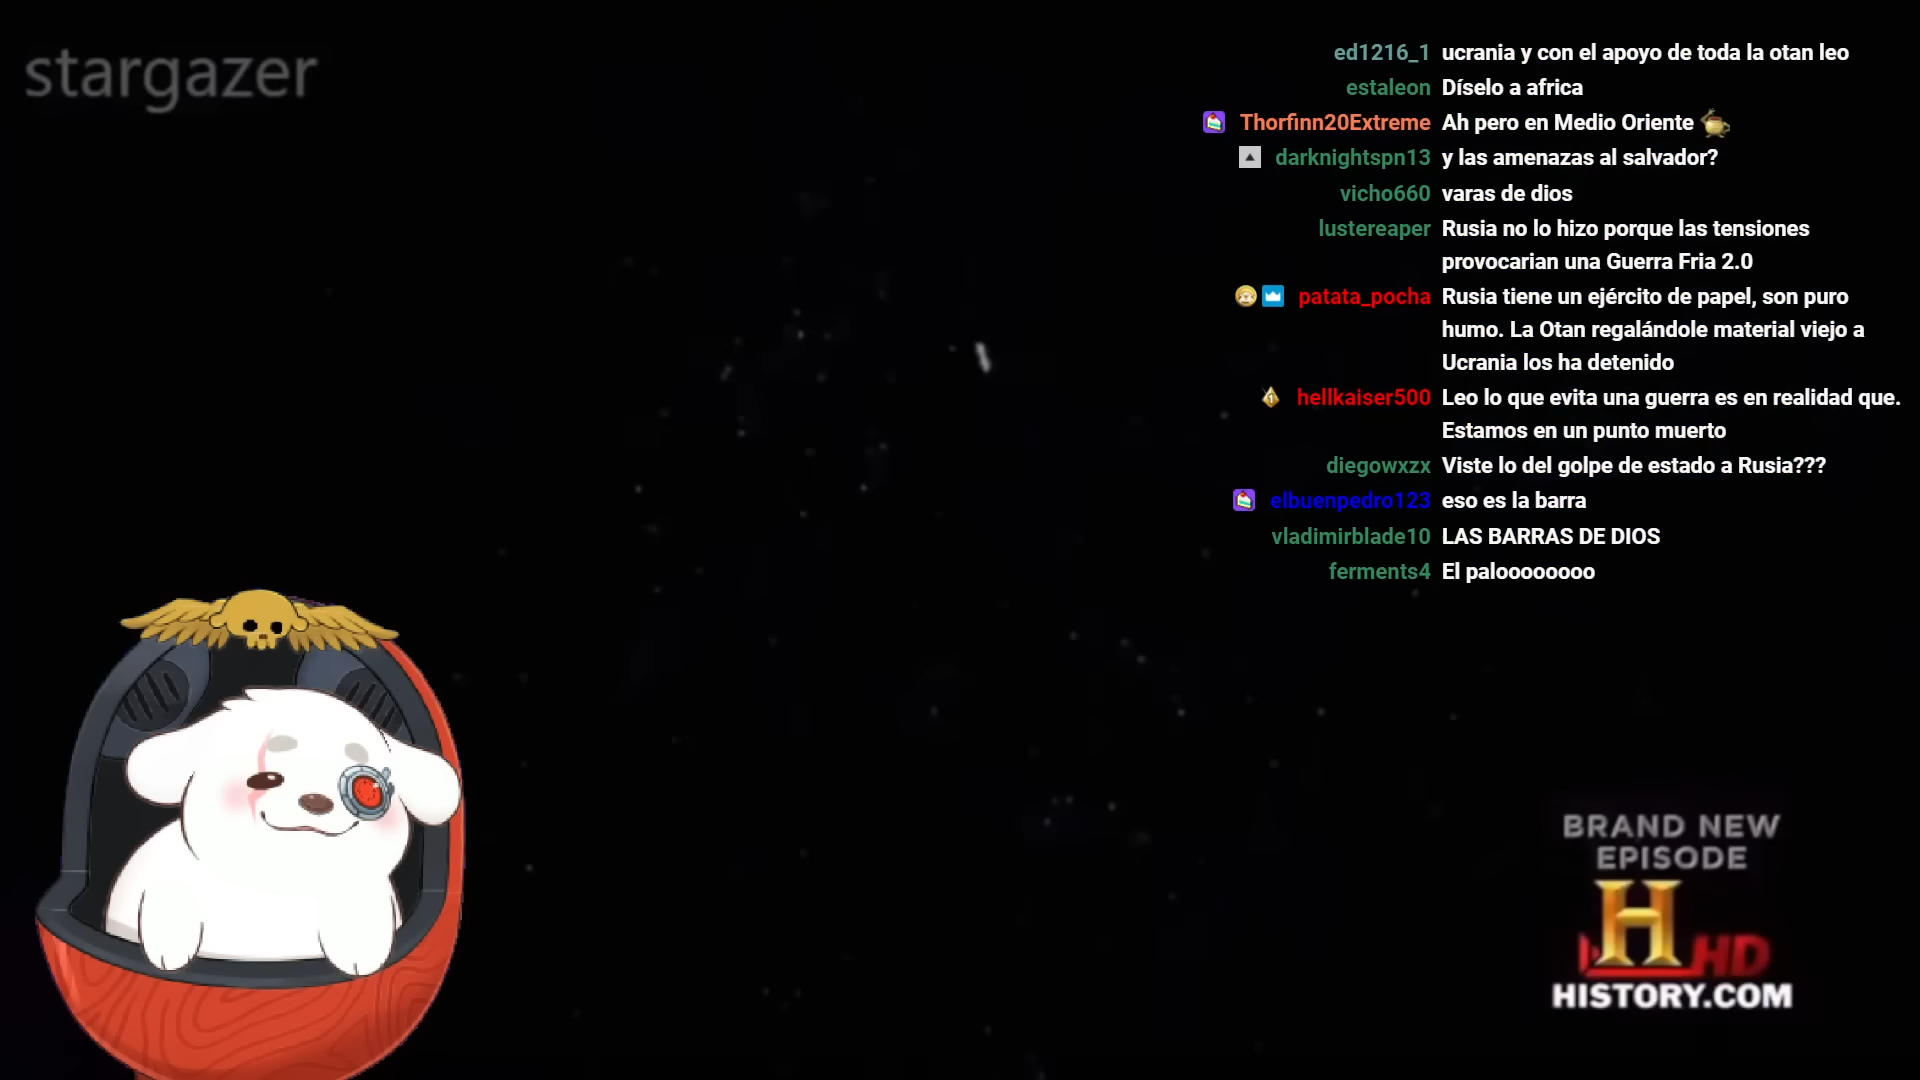 stargazer
ed1216_1 ucrania y con el apoyo de toda la otan leo
estaleon Díselo a africa
Thorfinn20Extreme Ah pero en Medio Oriente
darknightspn13 y las amenazas al salvador?
vicho660 varas de dios
lustereaper Rusia no lo hizo porque las tensiones
provocarian una Guerra Fria 2.0
patata_pocha Rusia tiene un ejército de papel, son puro
humo. La Otan regalándole material viejo a
Ucrania los ha detenido
hellkaiser500 Leo lo que evita una guerra es en realidad que.
Estamos en un punto muerto
diegowxzx Viste lo del golpe de estado a Rusia???
elbuenpedro123 eso es la barra
vladimirblade10 LAS BARRAS DE DIOS
ferments4 El paloooooooo
BRAND NEW
EPISODE
H HD
HISTORY.COM